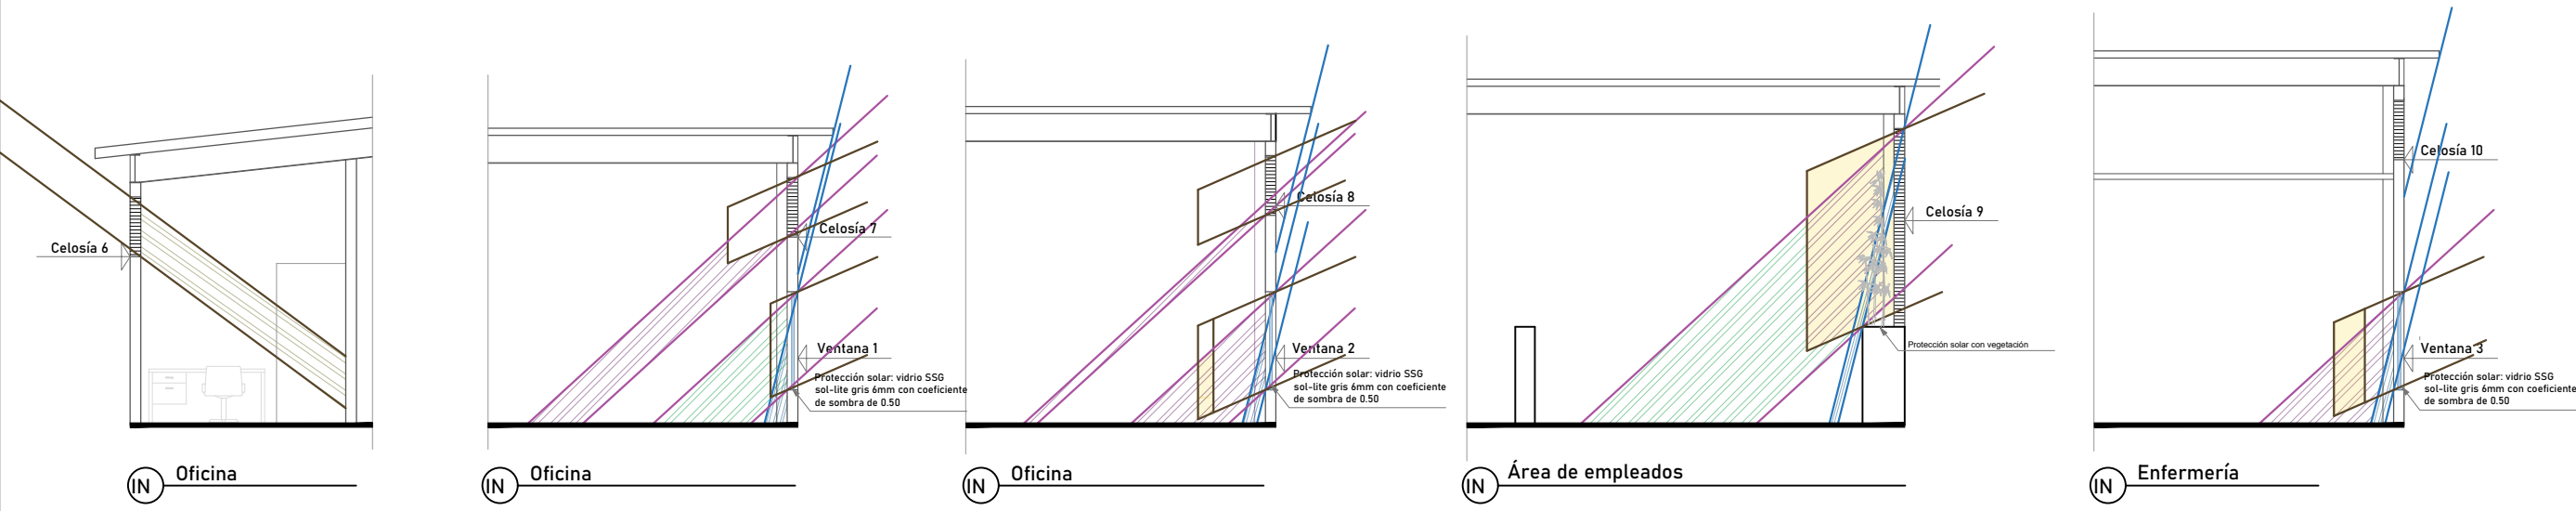 Celosía 6
IN Oficina
Celosía 7
Ventana 1
Protección solar: vidrio SSG
sol-lite gris 6mm con coeficiente
de sombra de 0.50
IN Oficina
Celosía 8
Ventana 2
Protección solar: vidrio SSG
sol-lite gris 6mm con coeficiente
de sombra de 0.50
IN Oficina
Celosía 9
Protección solar con vegetación
IN Área de empleados
Celosía 10
Ventana 3
Protección solar: vidrio SSG
sol-lite gris 6mm con coeficiente
de sombra de 0.50
IN Enfermería